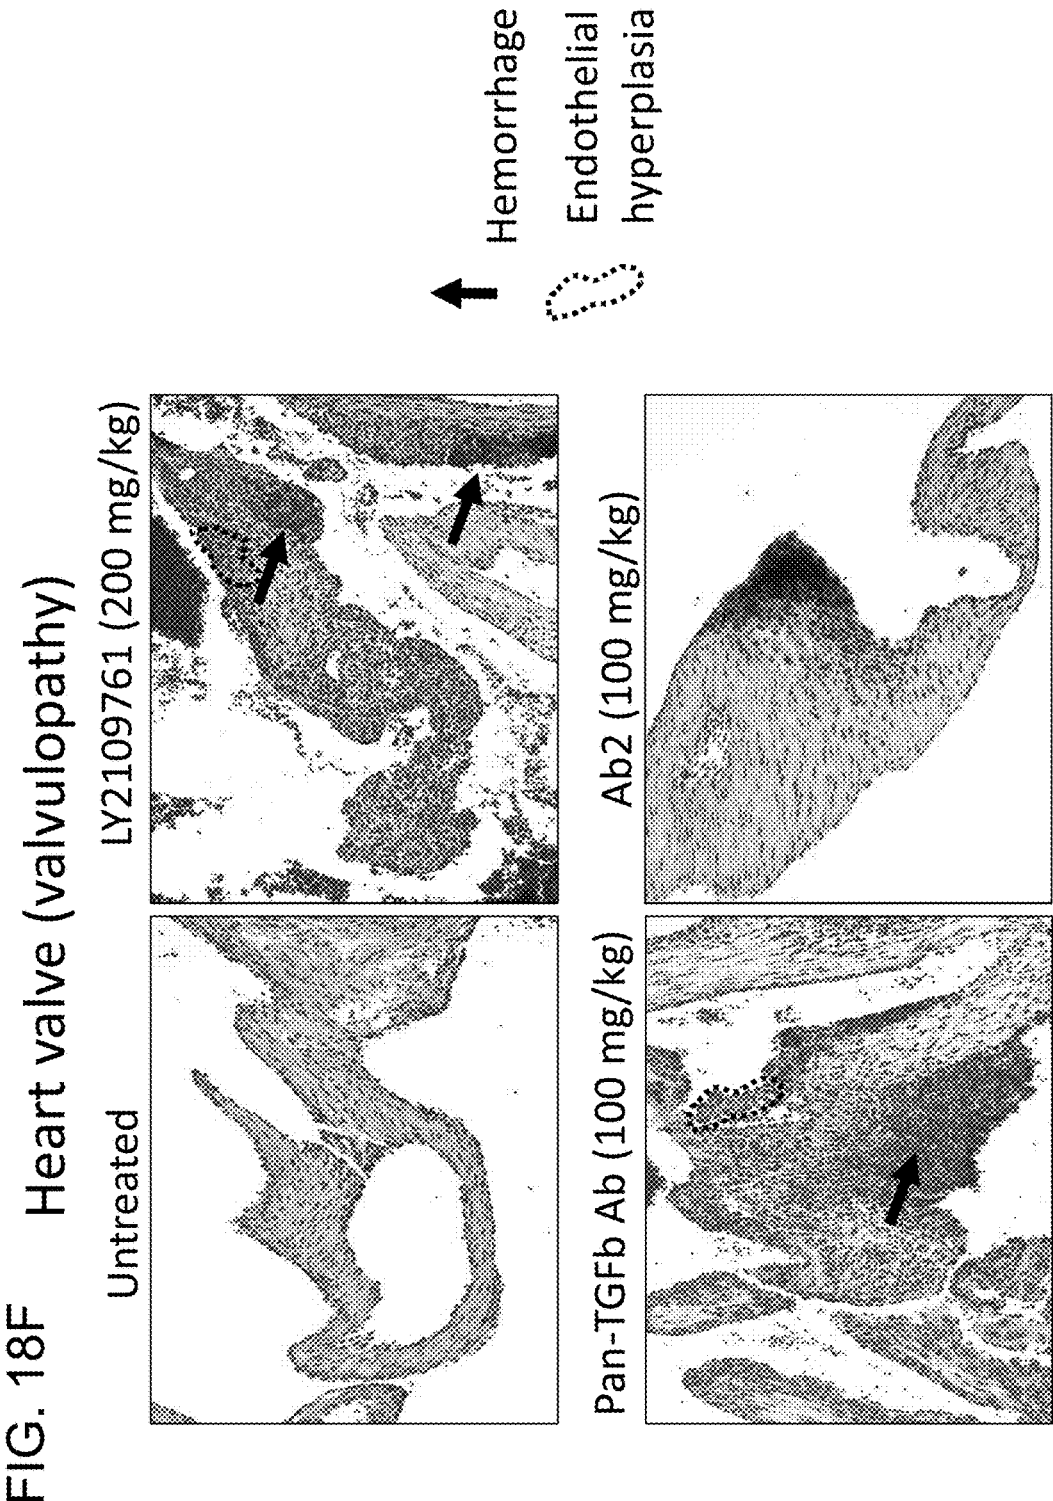 FIG. 18F
Heart valve (valvulopathy)
Untreated
LY2109761 (200 mg/kg)
Pan-TGFb Ab (100 mg/kg)
Ab2 (100 mg/kg)
Hemorrhage
Endothelial
hyperplasia